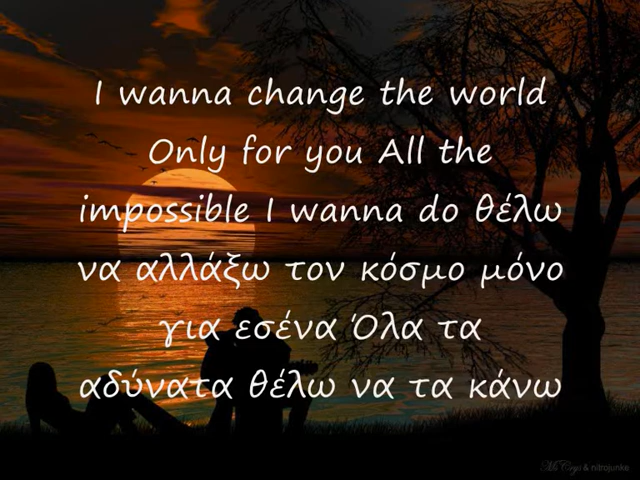 I wanna change the world
Only for you All the
impossible I wanna do θέλω
να αλλάξω τον κόσμο μόνο
για εσένα Όλα τα
αδύνατα θέλω να τα κάνω
& nitrojunke